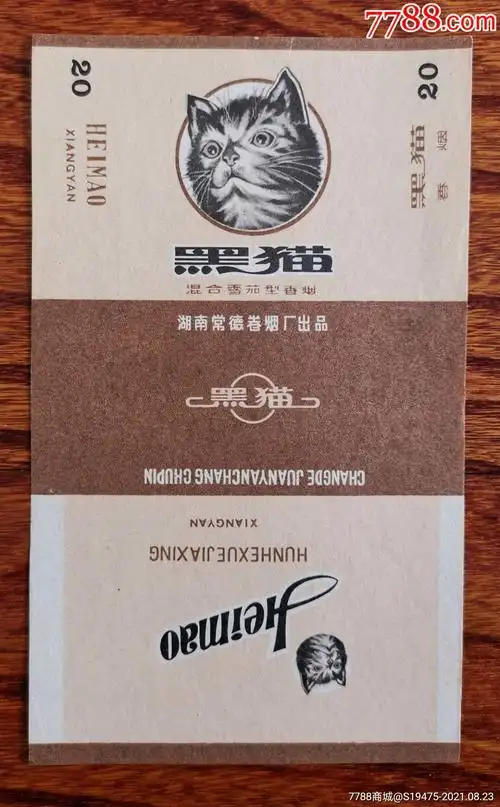 7788.com
20
HEIMAO
XIANGYAN
20
黑猫
香烟
黑猫
混合雪茄型香烟
湖南常德卷烟厂出品
黑猫
CHANGDE JUANYANCHANG CHUPIN
XIANGYAN
HUNHEXUEJIAXING
Heimao
7788商城@S19475-2021.08.23